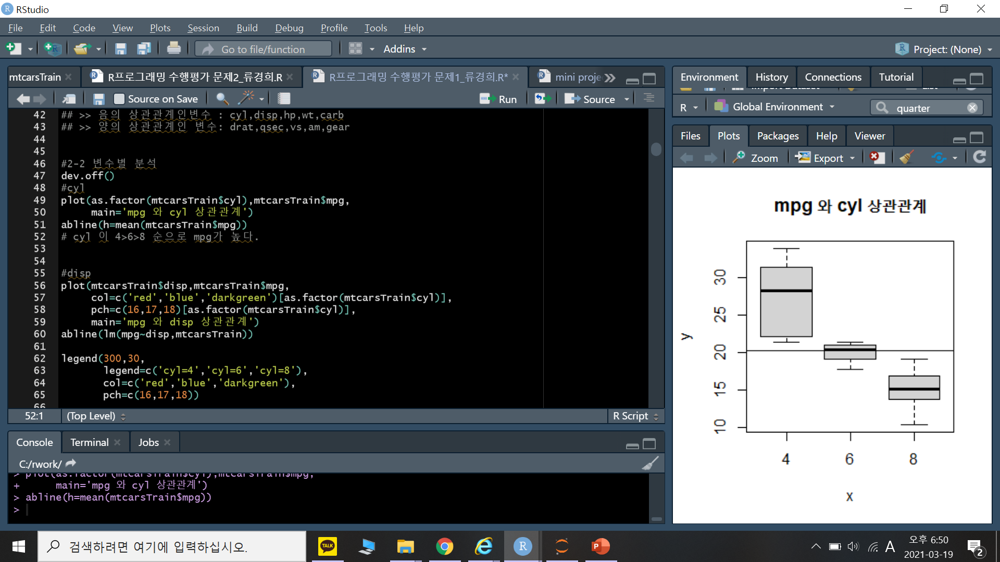 RStudio
File Edit Code View Plots Session Build Debug Profile Tools Help
Go to file/function Addins Project: (None)
mtcarsTrain R프로그래밍 수행평가 문제2_류경희.R R프로그래밍 수행평가 문제1_류경희.R* mini proje
Source on Save Run Source
42 ## >> 음의 상관관계인변수 : cyl,disp,hp,wt,carb
43 ## >> 양의 상관관계인 변수: drat,qsec,vs,am,gear
44
45
46 #2-2 변수별 분석
47 dev.off()
48 #cyl
49 plot(as.factor(mtcarsTrain$cyl),mtcarsTrain$mpg,
50 main='mpg 와 cyl 상관관계')
51 abline(h=mean(mtcarsTrain$mpg))
52 # cyl 이 4>6>8 순으로 mpg가 높다.
53
54
55 #disp
56 plot(mtcarsTrain$disp,mtcarsTrain$mpg,
57 col=c('red','blue','darkgreen')[as.factor(mtcarsTrain$cyl)],
58 pch=c(16,17,18)[as.factor(mtcarsTrain$cyl)],
59 main='mpg 와 disp 상관관계')
60 abline(lm(mpg~disp,mtcarsTrain))
61
62 legend(300,30,
63 legend=c('cyl=4','cyl=6','cyl=8'),
64 col=c('red','blue','darkgreen'),
65 pch=c(16,17,18))
66
52:1 (Top Level) R Script
Console Terminal Jobs
C:/rwork/
> plot(as.factor(mtcarsTrain$cyl),mtcarsTrain$mpg,
+ main='mpg 와 cyl 상관관계')
> abline(h=mean(mtcarsTrain$mpg))
>
Environment History Connections Tutorial
Import Dataset List
R Global Environment quarter
Files Plots Packages Help Viewer
Zoom Export
mpg 와 cyl 상관관계
30
25
20
15
10
y
4 6 8
x
검색하려면 여기에 입력하십시오.
TALK
A
오후 6:50
2021-03-19
2